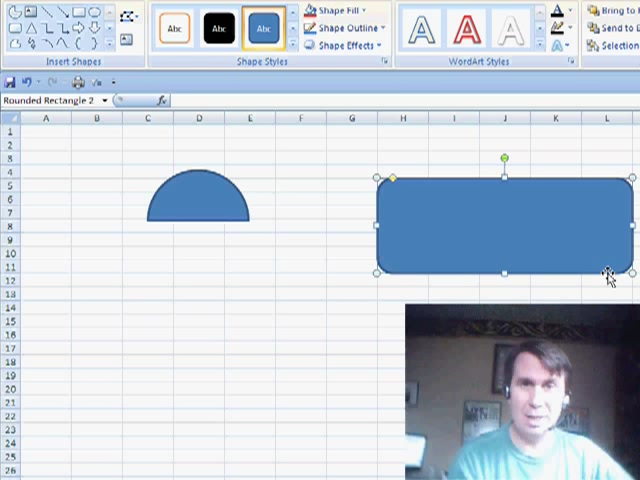 Abc Abc Abc
Shape Fill
Shape Outline
Shape Effects
A A A
A
Bring to
Send to
Selection
Insert Shapes
Shape Styles
WordArt Styles
Rounded Rectangle 2
fx
A B C D E F G H I J K L
1
2
3
4
5
6
7
8
9
10
11
12
13
14
15
16
17
18
19
20
21
22
23
24
25
26